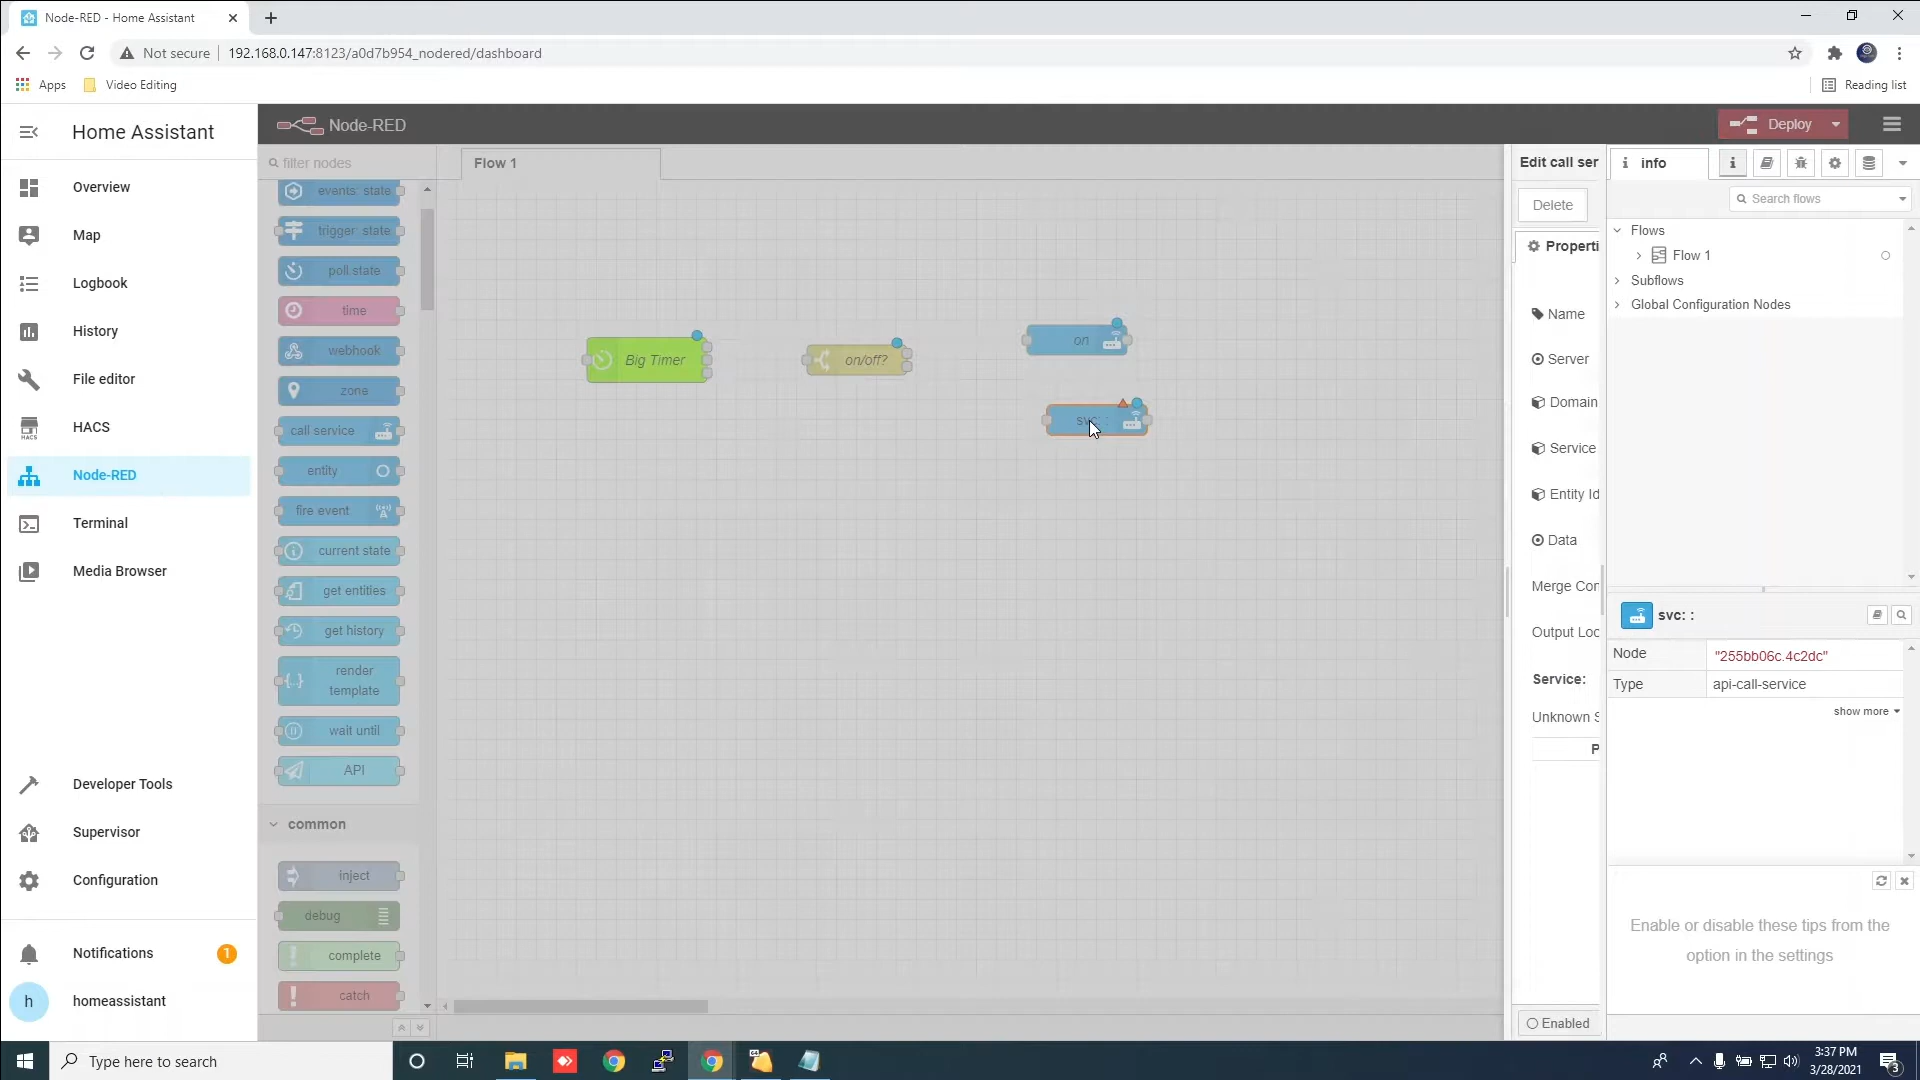 Node-RED - Home Assistant
Not secure
192.168.0.147:8123/a0d7b954_nodered/dashboard
Apps
Video Editing
Reading list
Home Assistant
Overview
Map
Logbook
History
File editor
HACS
Node-RED
Terminal
Media Browser
Developer Tools
Supervisor
Configuration
Notifications
1
h
homeassistant
Node-RED
Deploy
filter nodes
events: state
trigger: state
poll state
time
webhook
zone
call service
entity
fire event
current state
get entities
get history
render
template
wait until
API
common
inject
debug
complete
catch
Flow 1
Big Timer
on/off?
on
Edit call ser
Delete
Properti
Name
Server
Domain
Service
Entity Id
Data
Merge Con
Output Loc
Service:
Unknown S
P
Enabled
i info
Search flows
Flows
Flow 1
Subflows
Global Configuration Nodes
svc: :
Node
"255bb06c.4c2dc"
Type
api-call-service
show more
Enable or disable these tips from the
option in the settings
Type here to search
64
3:37 PM
3/28/2021
3